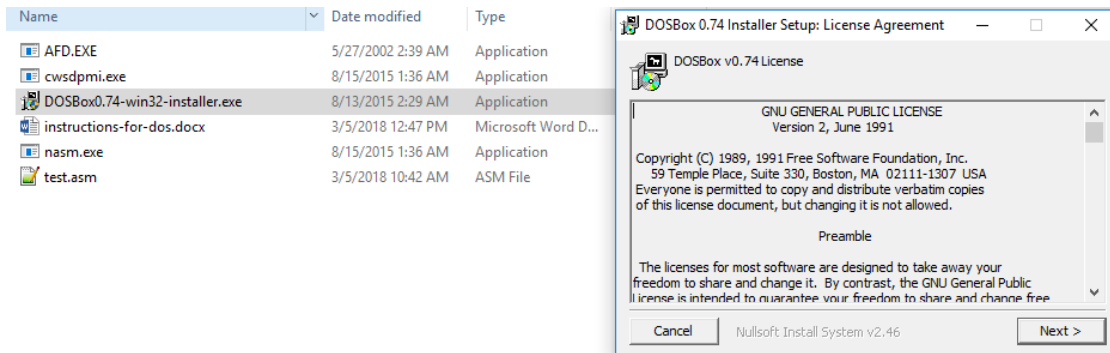 Name Date modified Type
AFD.EXE 5/27/2002 2:39 AM Application
cwsdpmi.exe 8/15/2015 1:36 AM Application
DOSBox0.74-win32-installer.exe 8/13/2015 2:29 AM Application
instructions-for-dos.docx 3/5/2018 12:47 PM Microsoft Word D...
nasm.exe 8/15/2015 1:36 AM Application
test.asm 3/5/2018 10:42 AM ASM File
DOSBox 0.74 Installer Setup: License Agreement
DOSBox v0.74 License
GNU GENERAL PUBLIC LICENSE
Version 2, June 1991
Copyright (C) 1989, 1991 Free Software Foundation, Inc.
59 Temple Place, Suite 330, Boston, MA 02111-1307 USA
Everyone is permitted to copy and distribute verbatim copies
of this license document, but changing it is not allowed.
Preamble
The licenses for most software are designed to take away your
freedom to share and change it. By contrast, the GNU General Public
License is intended to guarantee your freedom to share and change free
Cancel Nullsoft Install System v2.46 Next >